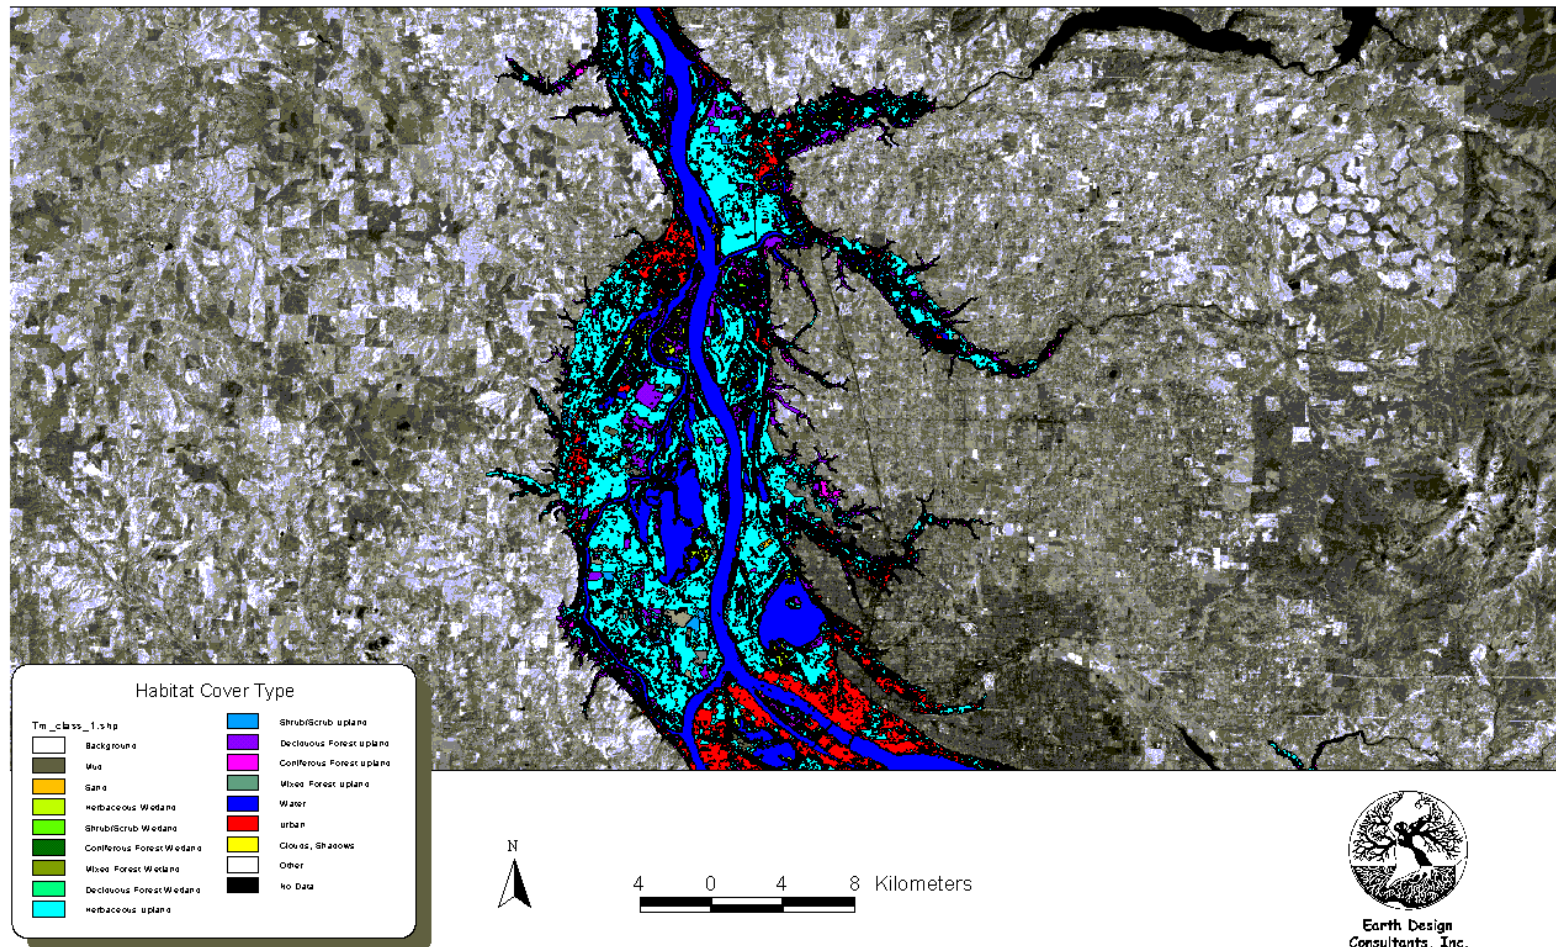 Habitat Cover Type
Tm_class_1.shp
Background
Mud
Sand
Herbaceous Wetland
Shrub/Scrub Wetland
Coniferous Forest Wetland
Mixed Forest Wetland
Deciduous Forest Wetland
Herbaceous upland
Shrub/Scrub upland
Deciduous Forest upland
Coniferous Forest upland
Mixed Forest upland
Water
urban
Clouds, Shadows
Other
No Data
N
4 0 4 8 Kilometers
Earth Design
Consultants, Inc.